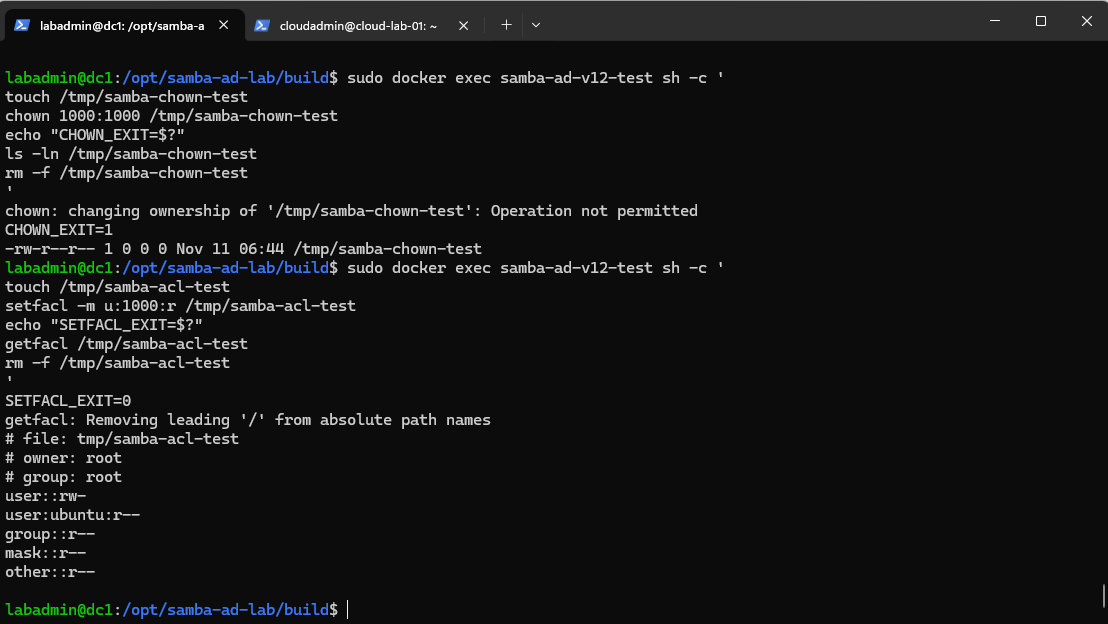 labadmin@dc1: /opt/samba-a
cloudadmin@cloud-lab-01: ~
labadmin@dc1:/opt/samba-ad-lab/build$ sudo docker exec samba-ad-v12-test sh -c '
touch /tmp/samba-chown-test
chown 1000:1000 /tmp/samba-chown-test
echo "CHOWN_EXIT=$?"
ls -ln /tmp/samba-chown-test
rm -f /tmp/samba-chown-test
'
chown: changing ownership of '/tmp/samba-chown-test': Operation not permitted
CHOWN_EXIT=1
-rw-r--r-- 1 0 0 0 Nov 11 06:44 /tmp/samba-chown-test
labadmin@dc1:/opt/samba-ad-lab/build$ sudo docker exec samba-ad-v12-test sh -c '
touch /tmp/samba-acl-test
setfacl -m u:1000:r /tmp/samba-acl-test
echo "SETFACL_EXIT=$?"
getfacl /tmp/samba-acl-test
rm -f /tmp/samba-acl-test
'
SETFACL_EXIT=0
getfacl: Removing leading '/' from absolute path names
# file: tmp/samba-acl-test
# owner: root
# group: root
user::rw-
user:ubuntu:r--
group::r--
mask::r--
other::r--
labadmin@dc1:/opt/samba-ad-lab/build$